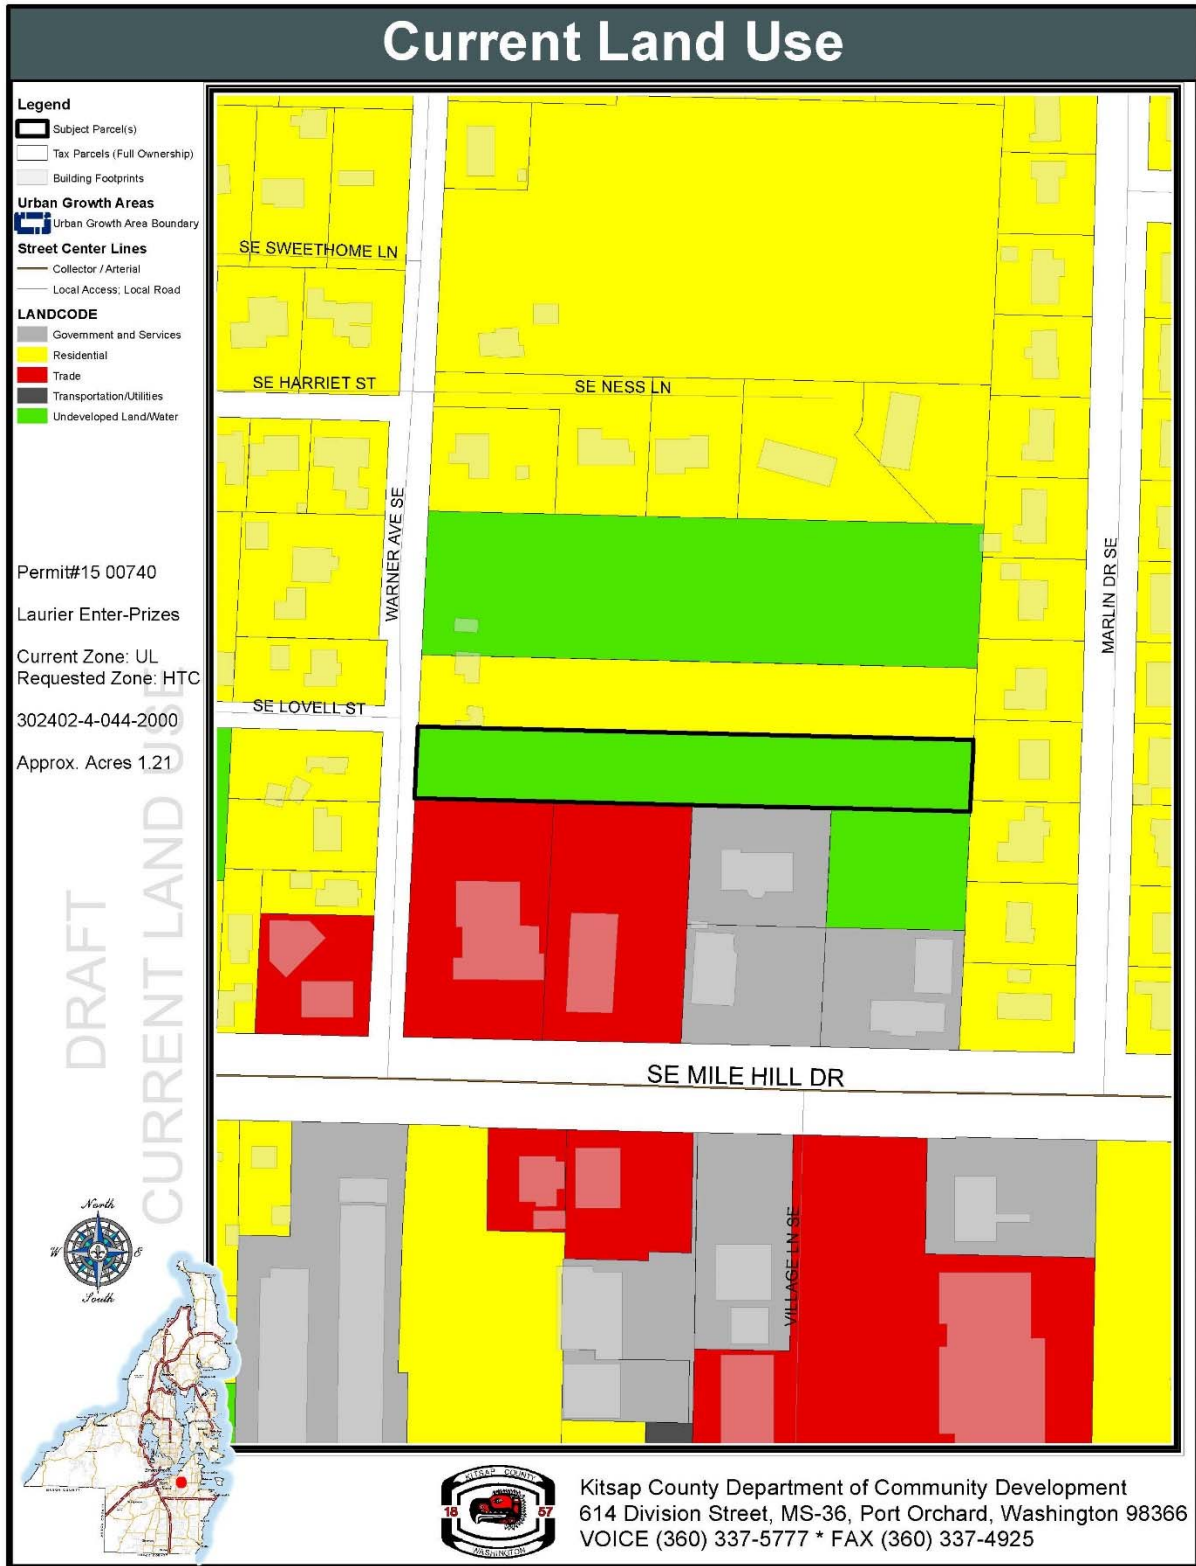 Current Land Use
Legend
Subject Parcel(s)
Tax Parcels (Full Ownership)
Building Footprints
Urban Growth Areas
Urban Growth Area Boundary
Street Center Lines
Collector / Arterial
Local Access; Local Road
LANDCODE
Government and Services
Residential
Trade
Transportation/Utilities
Undeveloped Land/Water
Permit#15 00740
Laurier Enter-Prizes
Current Zone: UL
Requested Zone: HTC
302402-4-044-2000
Approx. Acres 1.21
DRAFT
CURRENT LAND USE
SE SWEETHOME LN
SE HARRIET ST
SE NESS LN
WARNER AVE SE
MARLIN DR SE
SE LOVELL ST
SE MILE HILL DR
VILLAGE LN SE
North
W
E
South
KITSAP COUNTY
18 57
WASHINGTON
Kitsap County Department of Community Development
614 Division Street, MS-36, Port Orchard, Washington 98366
VOICE (360) 337-5777 * FAX (360) 337-4925